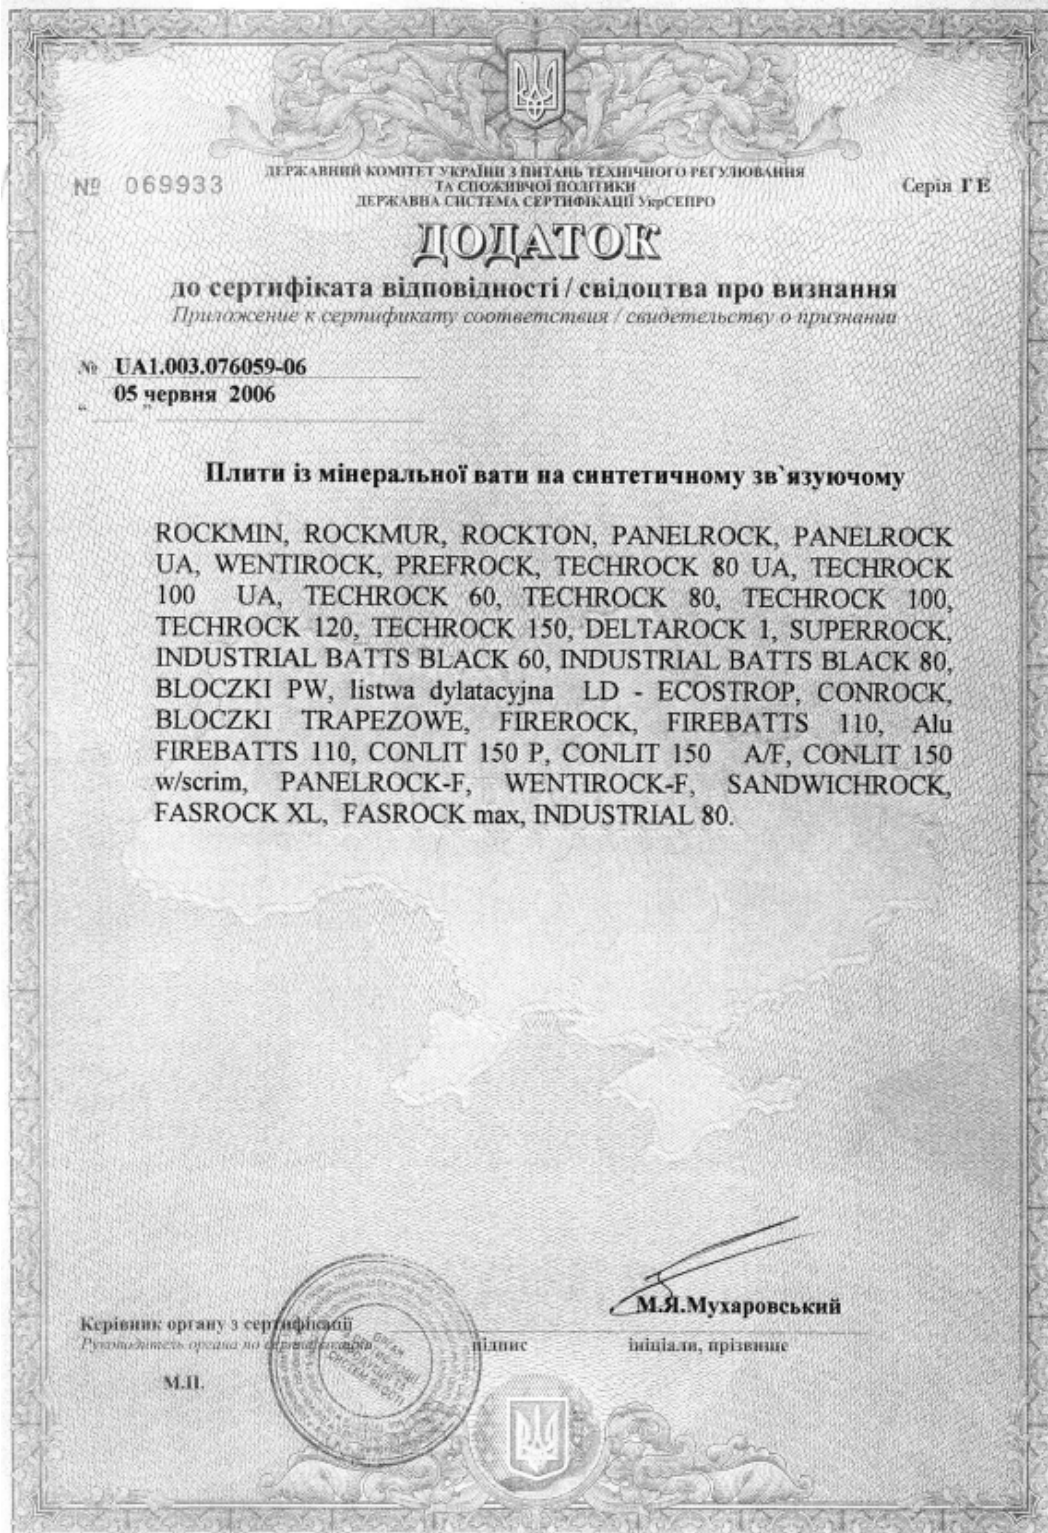 ДЕРЖАВНИЙ КОМІТЕТ УКРАЇНИ З ПИТАНЬ ТЕХНІЧНОГО РЕГУЛЮВАННЯ
ТА СПОЖИВЧОЇ ПОЛІТИКИ
ДЕРЖАВНА СИСТЕМА СЕРТИФІКАЦІЇ УкрСЕПРО
№ 069933
Серія ГЕ
ДОДАТОК
до сертифіката відповідності / свідоцтва про визнання
Приложение к сертификату соответствия / свидетельству о признании
№ UA1.003.076059-06
05 червня 2006
Плити із мінеральної вати на синтетичному зв`язуючому
ROCKMIN, ROCKMUR, ROCKTON, PANELROCK, PANELROCK
UA, WENTIROCK, PREFROCK, TECHROCK 80 UA, TECHROCK
100 UA, TECHROCK 60, TECHROCK 80, TECHROCK 100,
TECHROCK 120, TECHROCK 150, DELTAROCK 1, SUPERROCK,
INDUSTRIAL BATTS BLACK 60, INDUSTRIAL BATTS BLACK 80,
BLOCZKI PW, listwa dylatacyjna LD - ECOSTROP, CONROCK,
BLOCZKI TRAPEZOWE, FIREROCK, FIREBATTS 110, Alu
FIREBATTS 110, CONLIT 150 P, CONLIT 150 A/F, CONLIT 150
w/scrim, PANELROCK-F, WENTIROCK-F, SANDWICHROCK,
FASROCK XL, FASROCK max, INDUSTRIAL 80.
М.Я.Мухаровський
Керівник органу з сертифікації
Руководитель органа по сертификации
підпис
ініціали, прізвище
М.П.